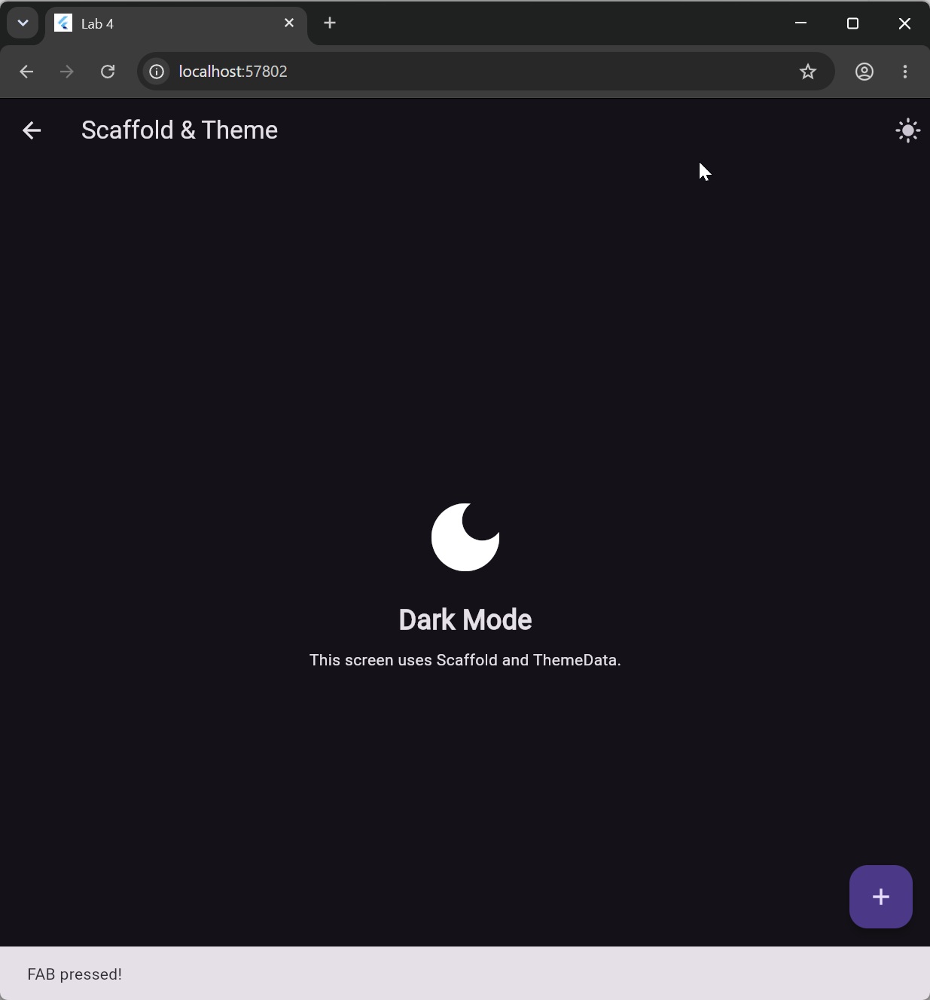 Lab 4
localhost:57802
Scaffold & Theme
Dark Mode
This screen uses Scaffold and ThemeData.
FAB pressed!